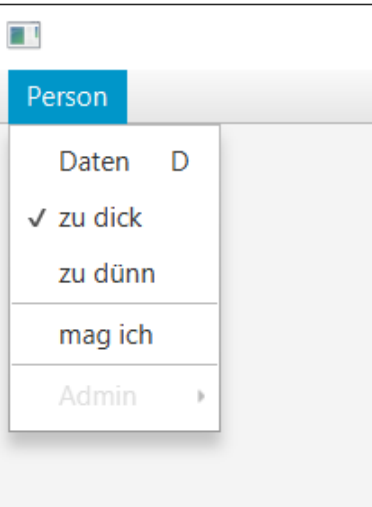 Person
Daten D
✓ zu dick
zu dünn
mag ich
Admin